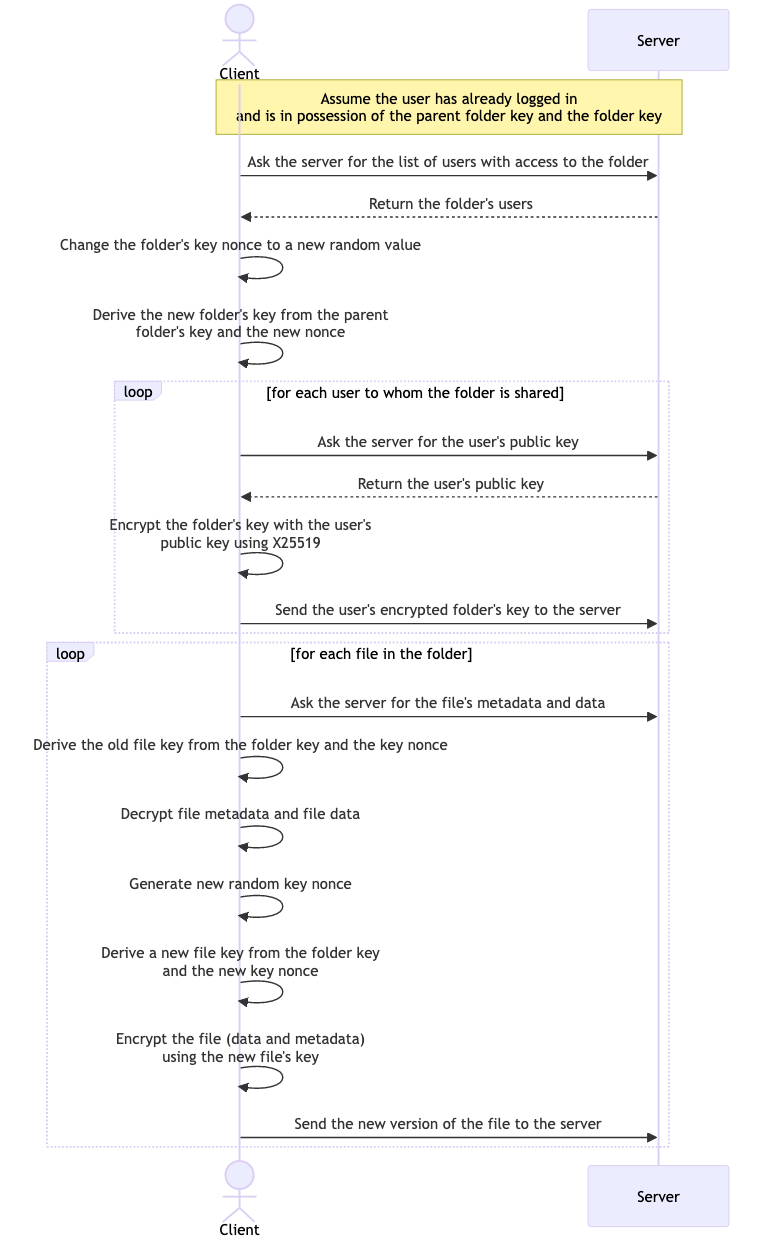 Client
Server
Assume the user has already logged in
and is in possession of the parent folder key and the folder key
Ask the server for the list of users with access to the folder
Return the folder's users
Change the folder's key nonce to a new random value
Derive the new folder's key from the parent
folder's key and the new nonce
loop
[for each user to whom the folder is shared]
Ask the server for the user's public key
Return the user's public key
Encrypt the folder's key with the user's
public key using X25519
Send the user's encrypted folder's key to the server
loop
[for each file in the folder]
Ask the server for the file's metadata and data
Derive the old file key from the folder key and the key nonce
Decrypt file metadata and file data
Generate new random key nonce
Derive a new file key from the folder key
and the new key nonce
Encrypt the file (data and metadata)
using the new file's key
Send the new version of the file to the server
Client
Server